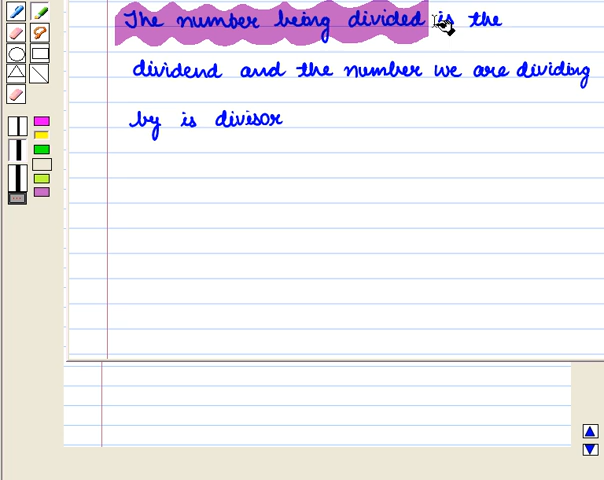 The number being divided is the
dividend and the number we are dividing
by is divisor